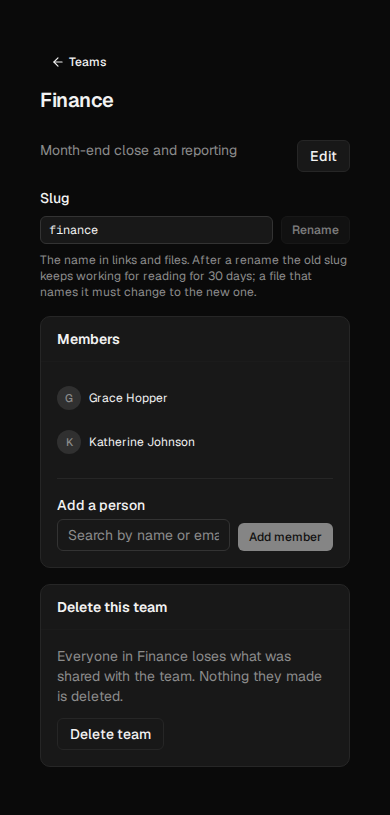 Teams
Finance
Month-end close and reporting
Edit
Slug
finance
Rename
The name in links and files. After a rename the old slug
keeps working for reading for 30 days; a file that
names it must change to the new one.
Members
G
Grace Hopper
K
Katherine Johnson
Add a person
Search by name or ema
Add member
Delete this team
Everyone in Finance loses what was
shared with the team. Nothing they made
is deleted.
Delete team